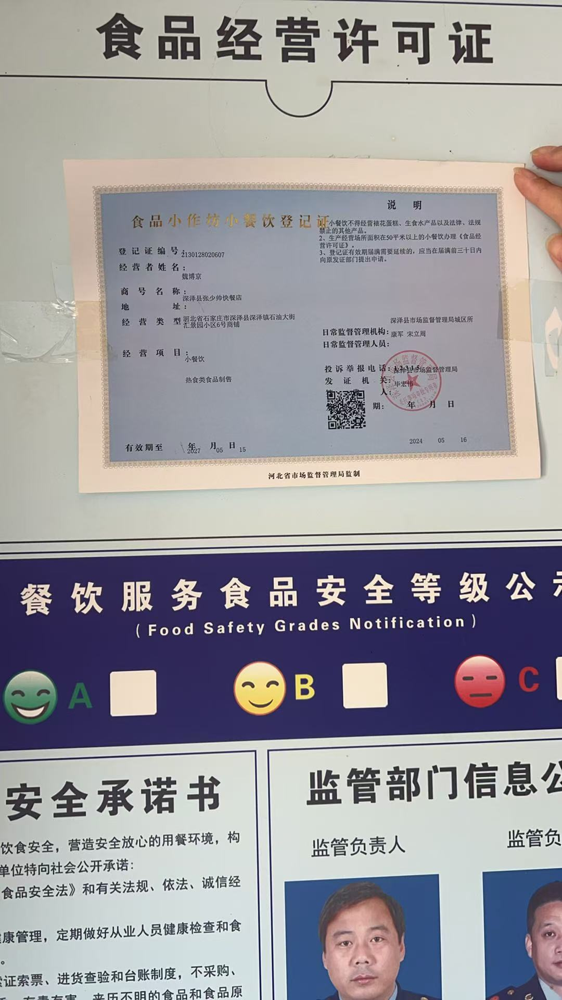 食品经营许可证
食品小作坊小餐饮登记证
登记证编号：
2130128020607
经营者姓名：
魏博京
商号名称：
深泽县张少帅快餐店
地址：
经营类型
河北省石家庄市深泽县深泽镇石油大街
汇景园小区6号商铺
经营项目：
小餐饮
热食类食品制售
有效期至 年 月 日
2027 05 15
说 明
小餐饮不得经营裱花蛋糕、生食水产品以及法律、法规
禁止的其他产品。
2、生产经营场所面积在50平米以上的小餐饮办理《食品经
营许可证》。
3、登记证有效期届满需要延续的，应当在届满前三十日内
向原发证部门提出申请。
深泽县市场监督管理局城区所
日常监督管理机构：
康军 宋立周
日常监督管理人员：
投诉举报电话：12315
深泽县市场监督管理局
发证机关：
毕宏伟
人：
期： 年 月 日
2024 05 16
河北省市场监督管理局监制
餐饮服务食品安全等级公示
(Food Safety Grades Notification)
A B C
安全承诺书
饮食安全，营造安全放心的用餐环境，构
单位特向社会公开承诺：
食品安全法》和有关法规、依法、诚信经
健康管理，定期做好从业人员健康检查和食
。
索证索票、进货查验和台账制度，不采购、
有毒有害、来历不明的食品和食品原
监管部门信息公
监管负责人
监管负